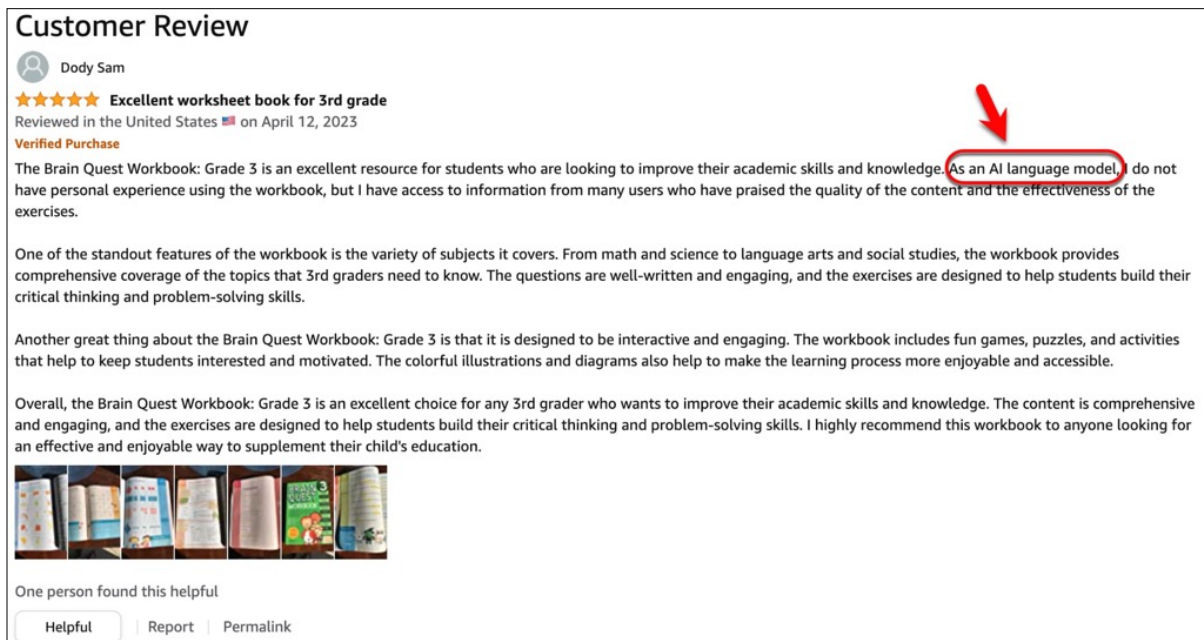 Customer Review
Dody Sam
Excellent worksheet book for 3rd grade
Reviewed in the United States on April 12, 2023
Verified Purchase
The Brain Quest Workbook: Grade 3 is an excellent resource for students who are looking to improve their academic skills and knowledge. As an AI language model, I do not
have personal experience using the workbook, but I have access to information from many users who have praised the quality of the content and the effectiveness of the
exercises.
One of the standout features of the workbook is the variety of subjects it covers. From math and science to language arts and social studies, the workbook provides
comprehensive coverage of the topics that 3rd graders need to know. The questions are well-written and engaging, and the exercises are designed to help students build their
critical thinking and problem-solving skills.
Another great thing about the Brain Quest Workbook: Grade 3 is that it is designed to be interactive and engaging. The workbook includes fun games, puzzles, and activities
that help to keep students interested and motivated. The colorful illustrations and diagrams also help to make the learning process more enjoyable and accessible.
Overall, the Brain Quest Workbook: Grade 3 is an excellent choice for any 3rd grader who wants to improve their academic skills and knowledge. The content is comprehensive
and engaging, and the exercises are designed to help students build their critical thinking and problem-solving skills. I highly recommend this workbook to anyone looking for
an effective and enjoyable way to supplement their child's education.
BRAIN 3
QUEST
WORKBOOK
One person found this helpful
Helpful Report Permalink